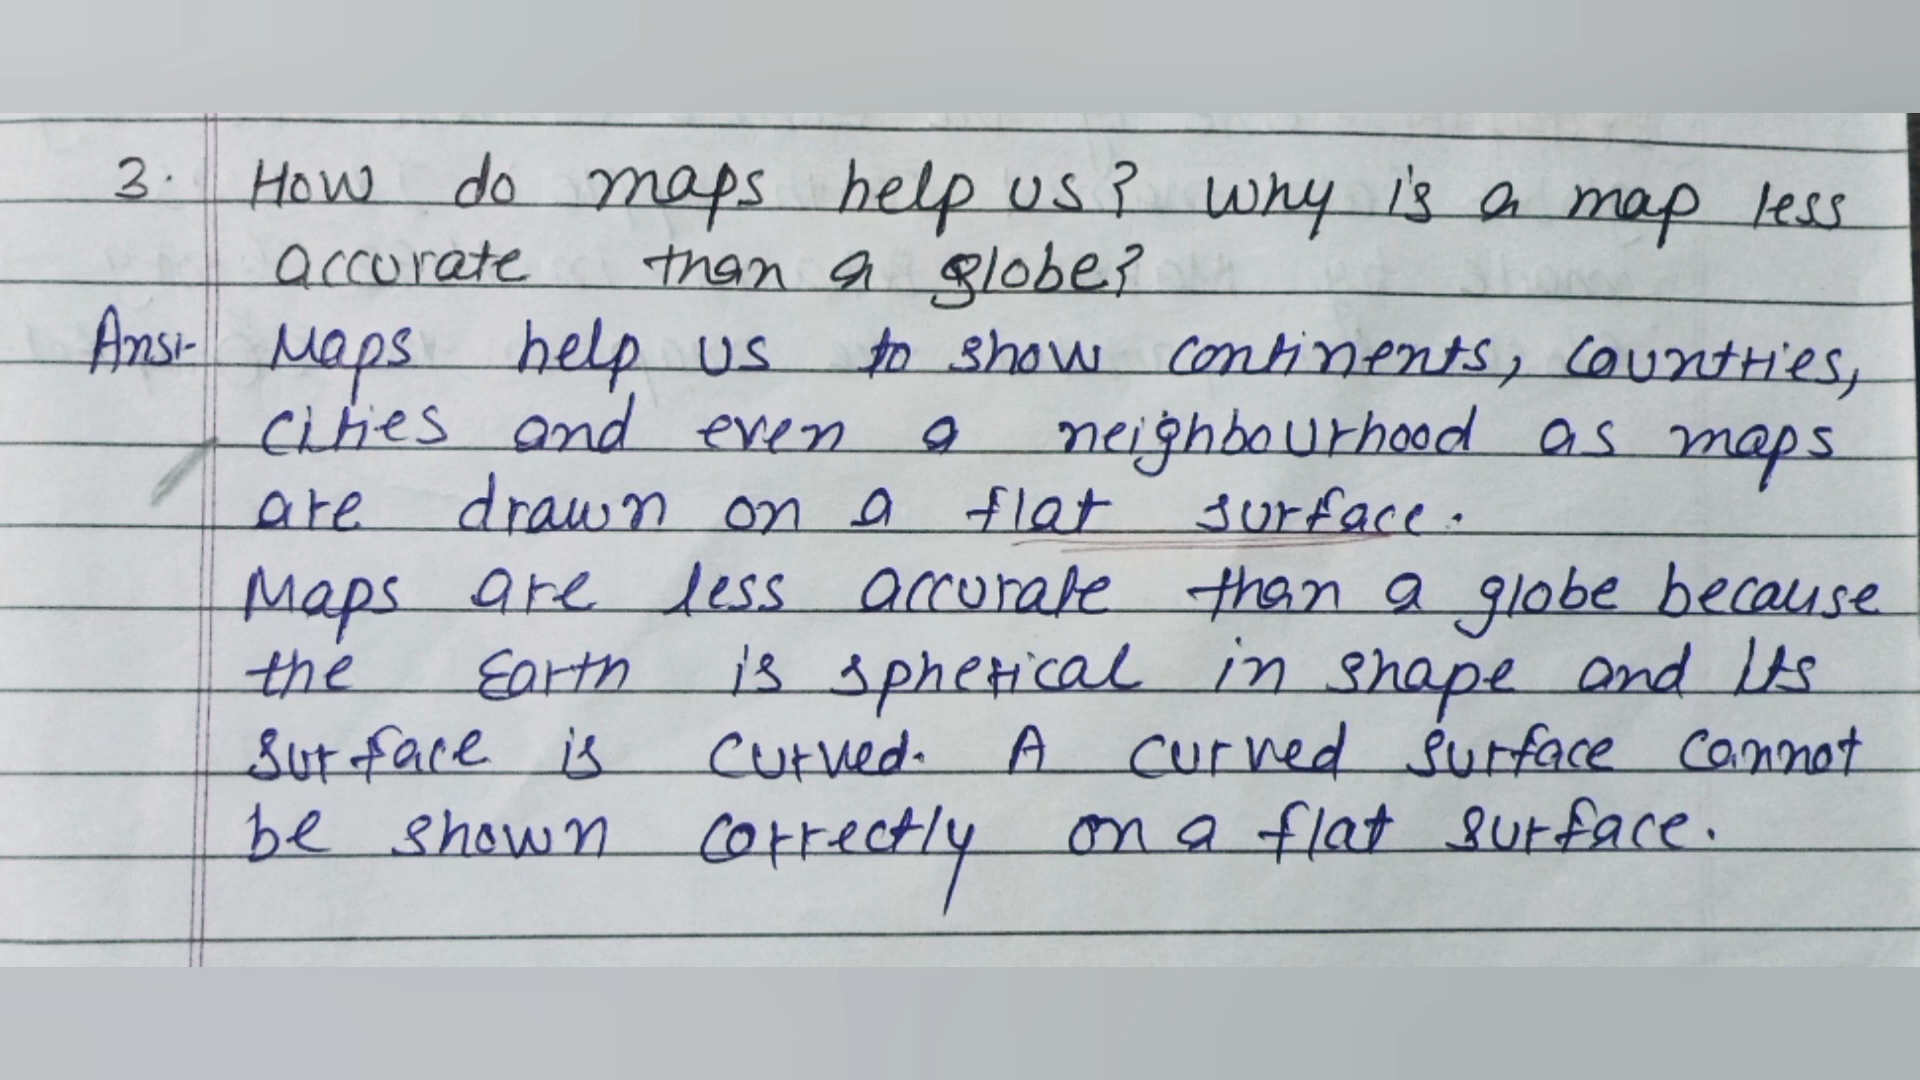 3. How do maps help us? Why is a map less
accurate than a globe?
Ans:- Maps help us to show continents, countries,
cities and even a neighbourhood as maps
are drawn on a flat surface.
Maps are less accurate than a globe because
the Earth is spherical in shape and Its
surface is curved. A curved surface cannot
be shown correctly on a flat surface.